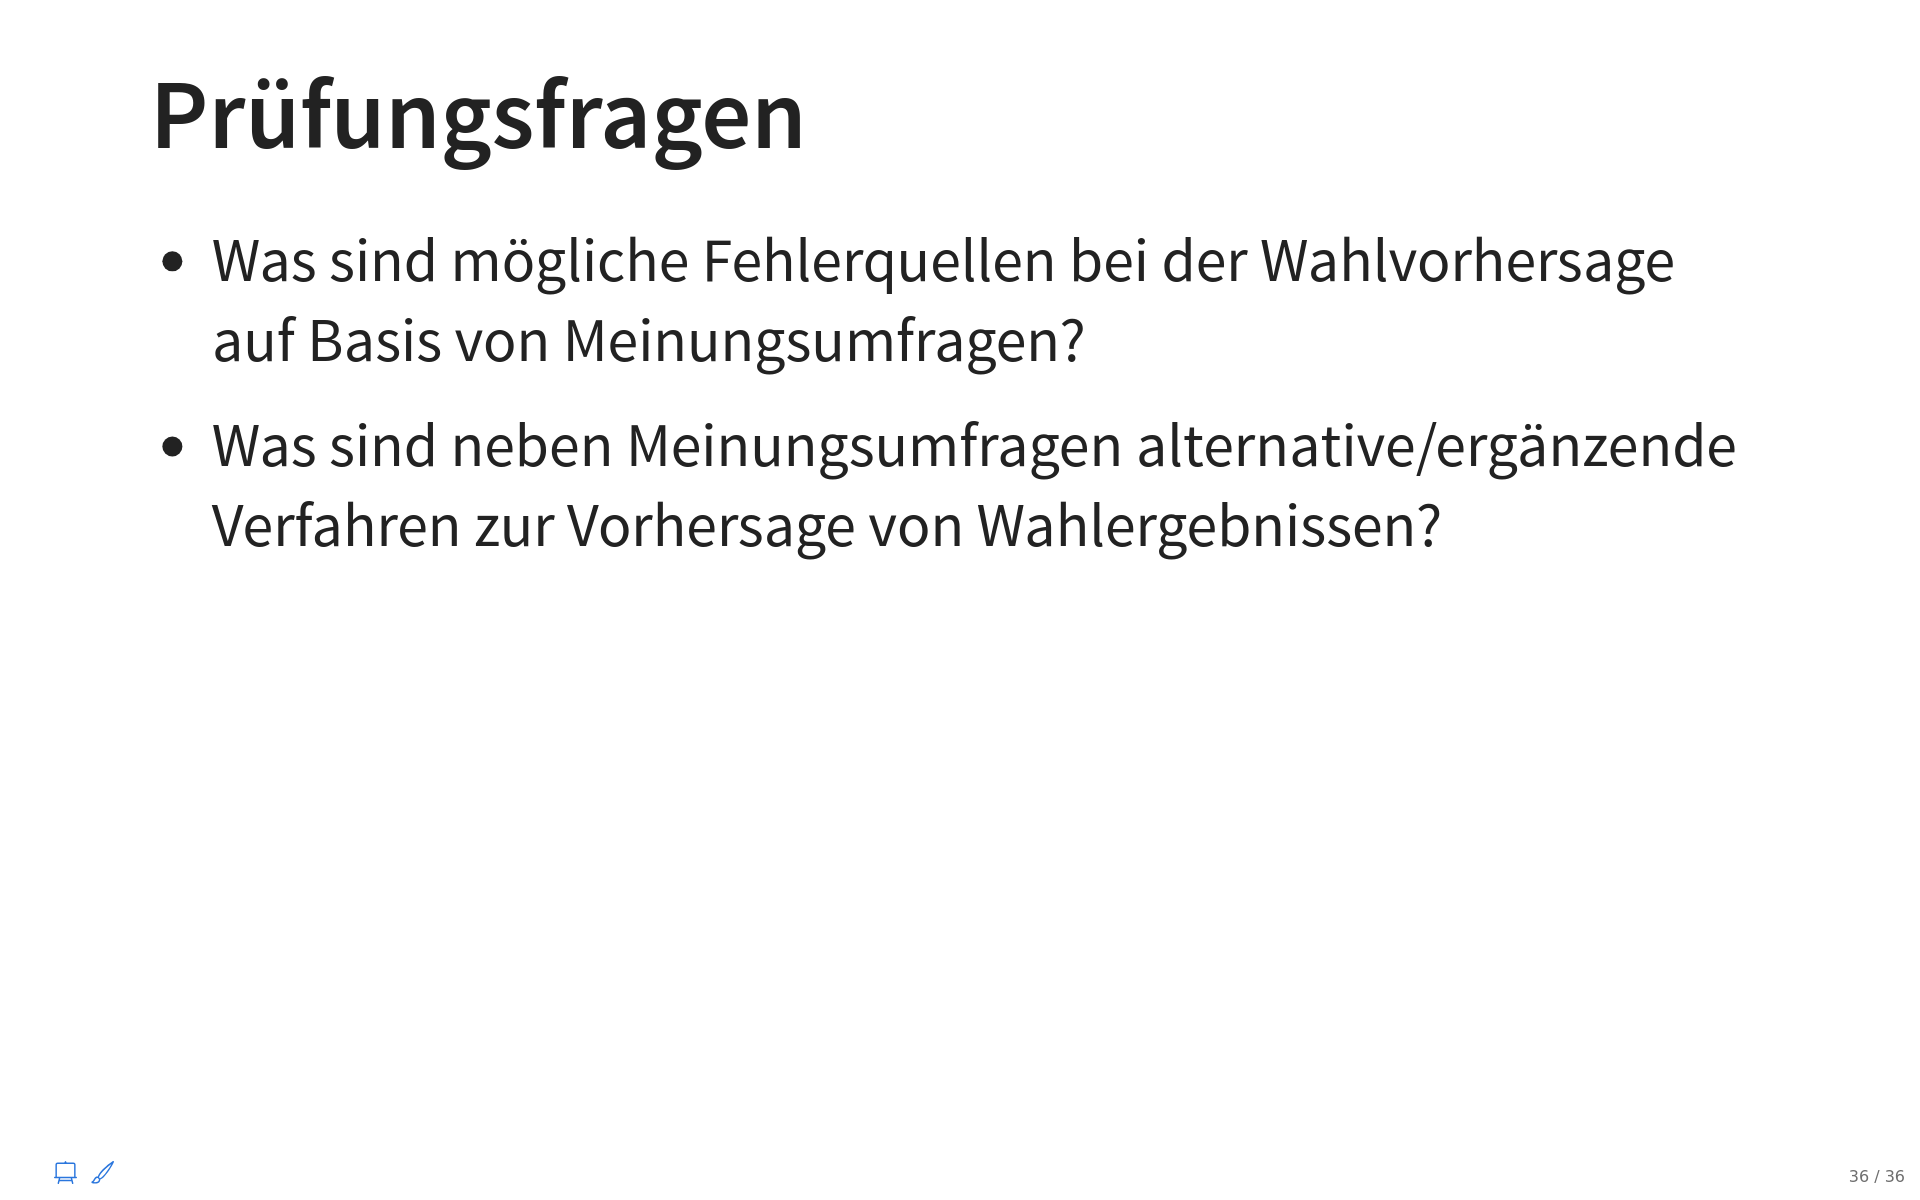 Prüfungsfragen
• Was sind mögliche Fehlerquellen bei der Wahlvorhersage
auf Basis von Meinungsumfragen?
• Was sind neben Meinungsumfragen alternative/ergänzende
Verfahren zur Vorhersage von Wahlergebnissen?
36 / 36